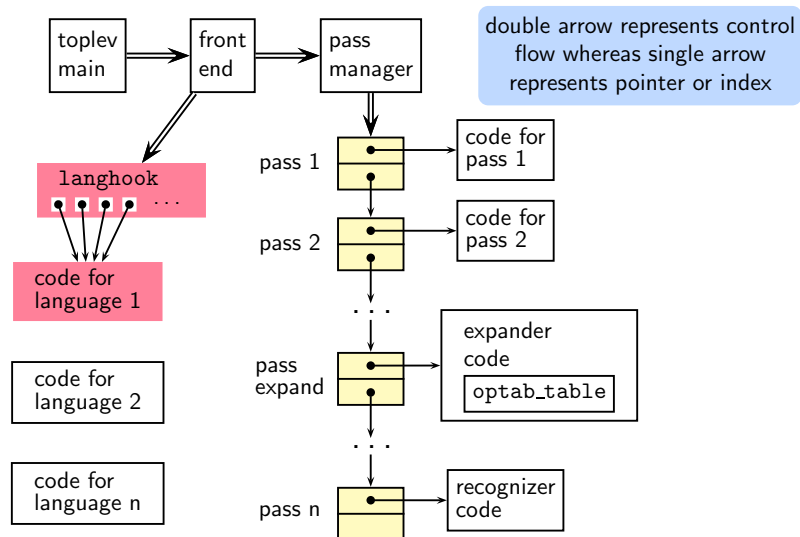 toplev
main
front
end
pass
manager
double arrow represents control
flow whereas single arrow
represents pointer or index
pass 1
code for
pass 1
langhook
. . .
pass 2
code for
pass 2
code for
language 1
. . .
pass
expand
expander
code
optab_table
code for
language 2
. . .
code for
language n
pass n
recognizer
code